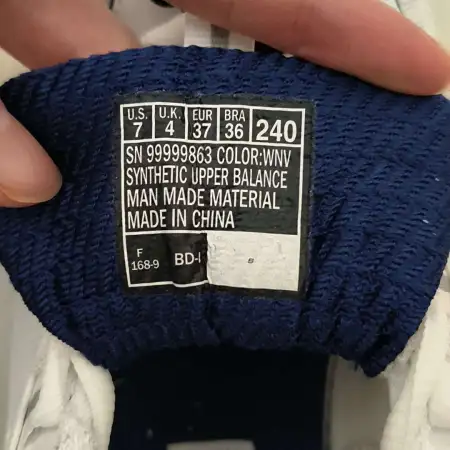 U.S. U.K. EUR BRA 240
7 4 37 36
SN 99999863 COLOR:WNV
SYNTHETIC UPPER BALANCE
MAN MADE MATERIAL
MADE IN CHINA
F
168-9 BD-